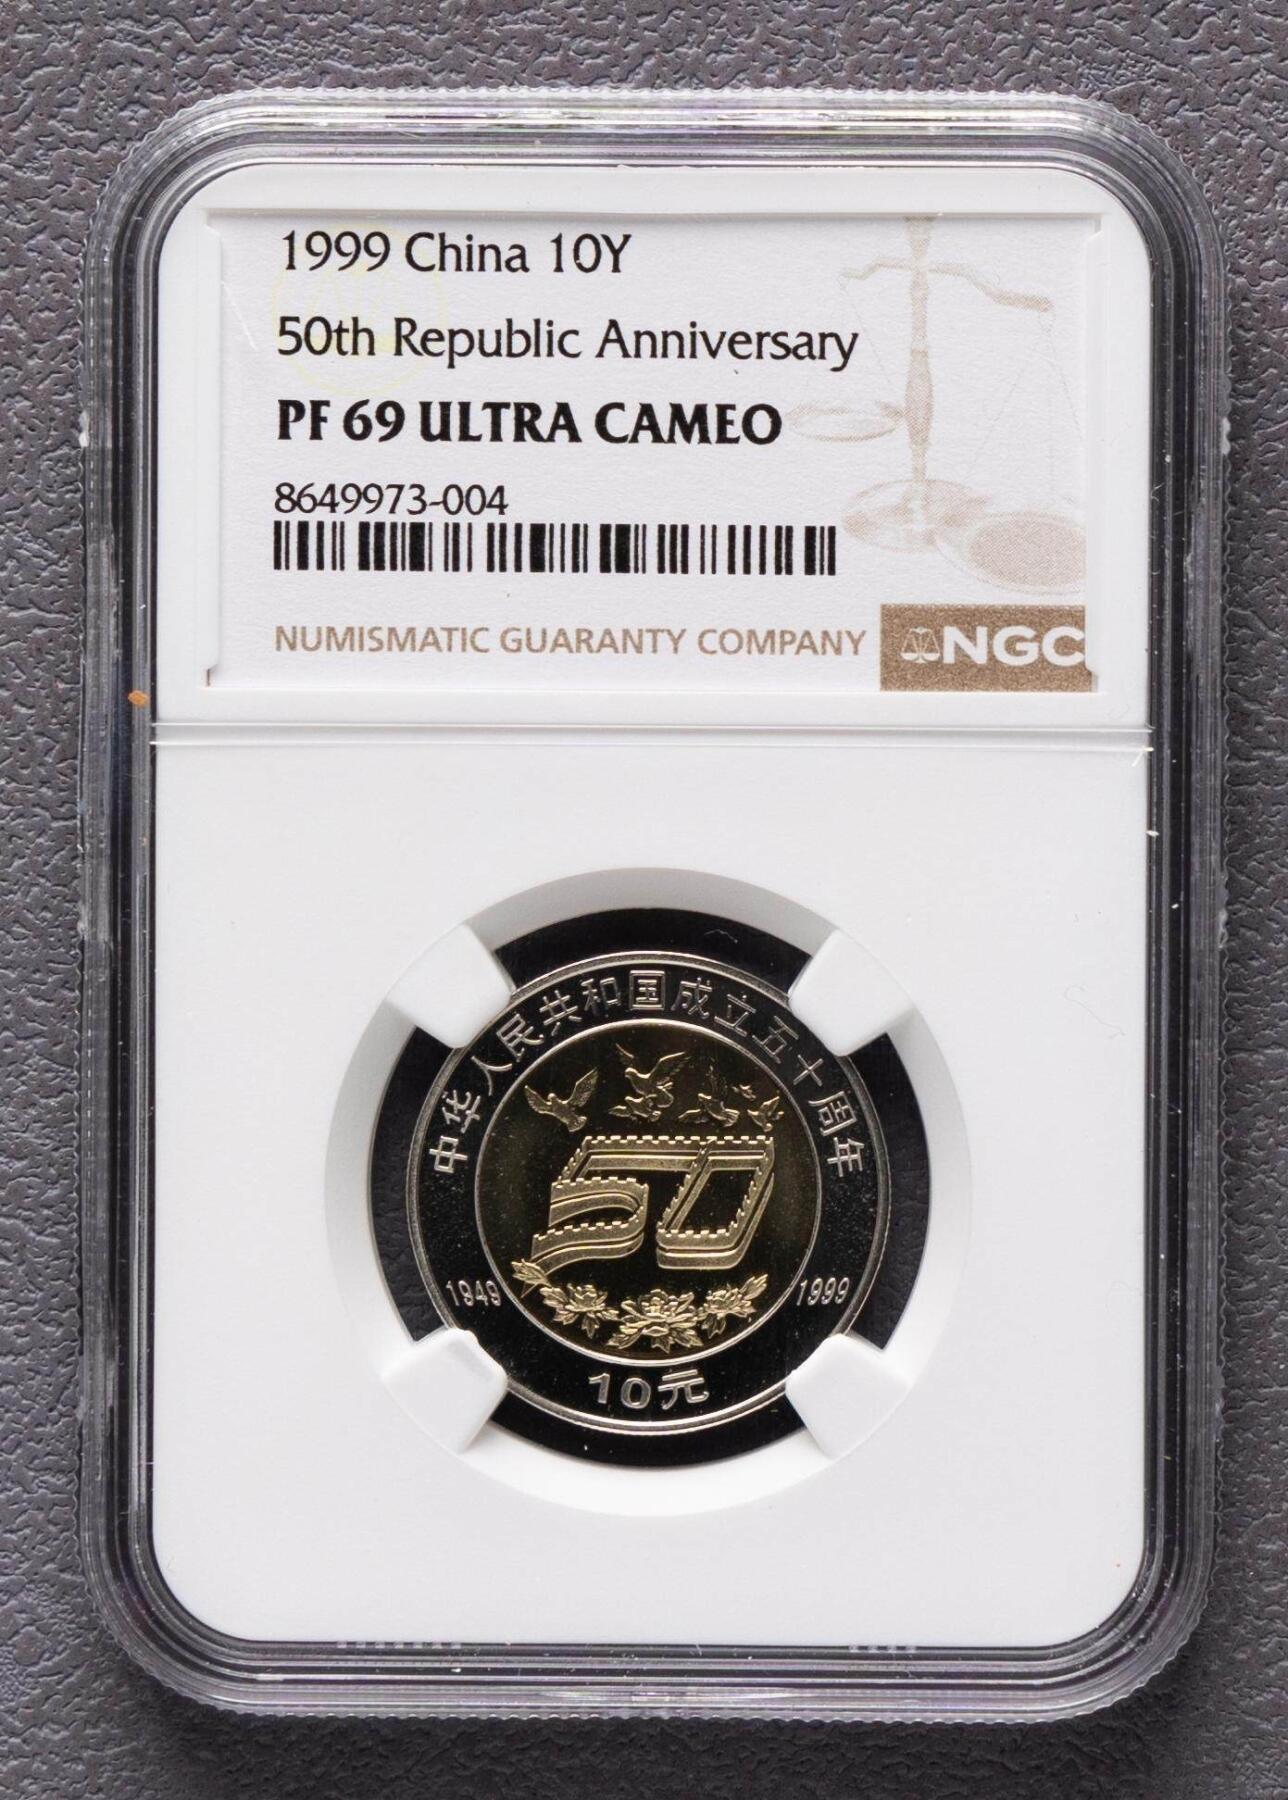 1999 China 10Y
50th Republic Anniversary
PF 69 ULTRA CAMEO
8649973-004
NUMISMATIC GUARANTY COMPANY
NGC
中华人民共和国成立五十周年
50
1949
1999
10元